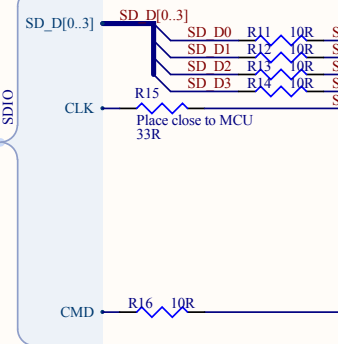 SD_D[0..3]
SD_D[0..3]
SD_D0 R11 10R
SD_D1 R12 10R
SD_D2 R13 10R
SD_D3 R14 10R
R15
CLK
Place close to MCU
33R
SDIO
R16 10R
CMD